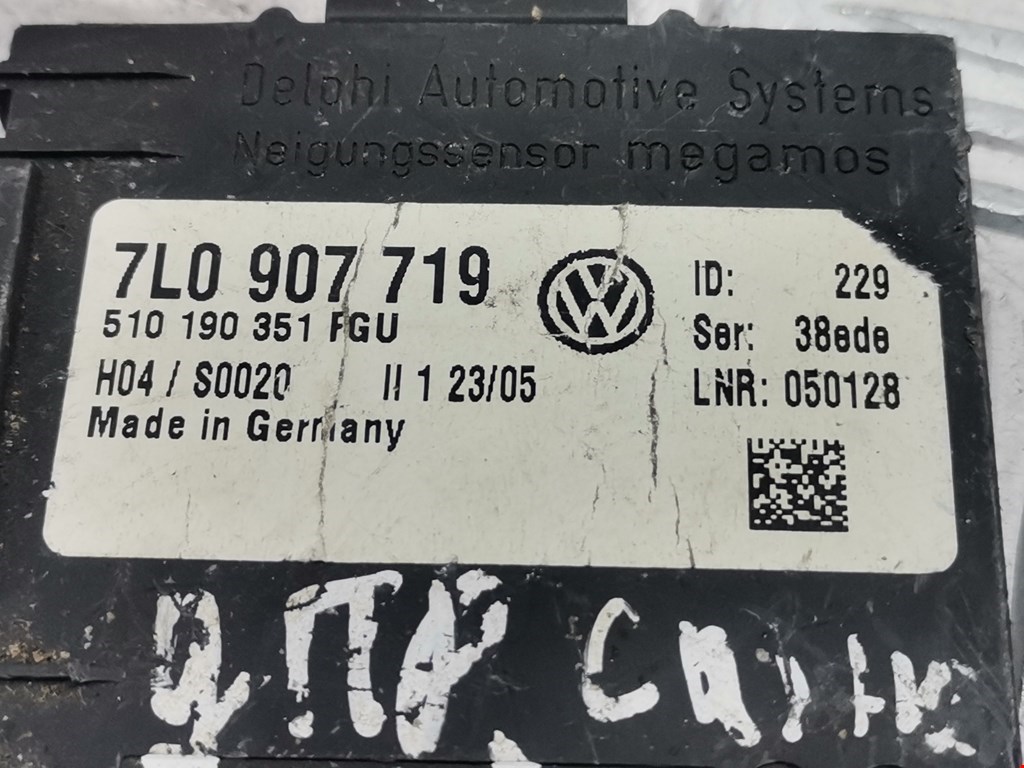 Delphi Automotive Systems
Neigungssensor megamos
7L0 907 719
510 190 351 FGU
H04 / S0020 II 1 23/05
Made in Germany
ID: 229
Ser: 38ede
LNR: 050128